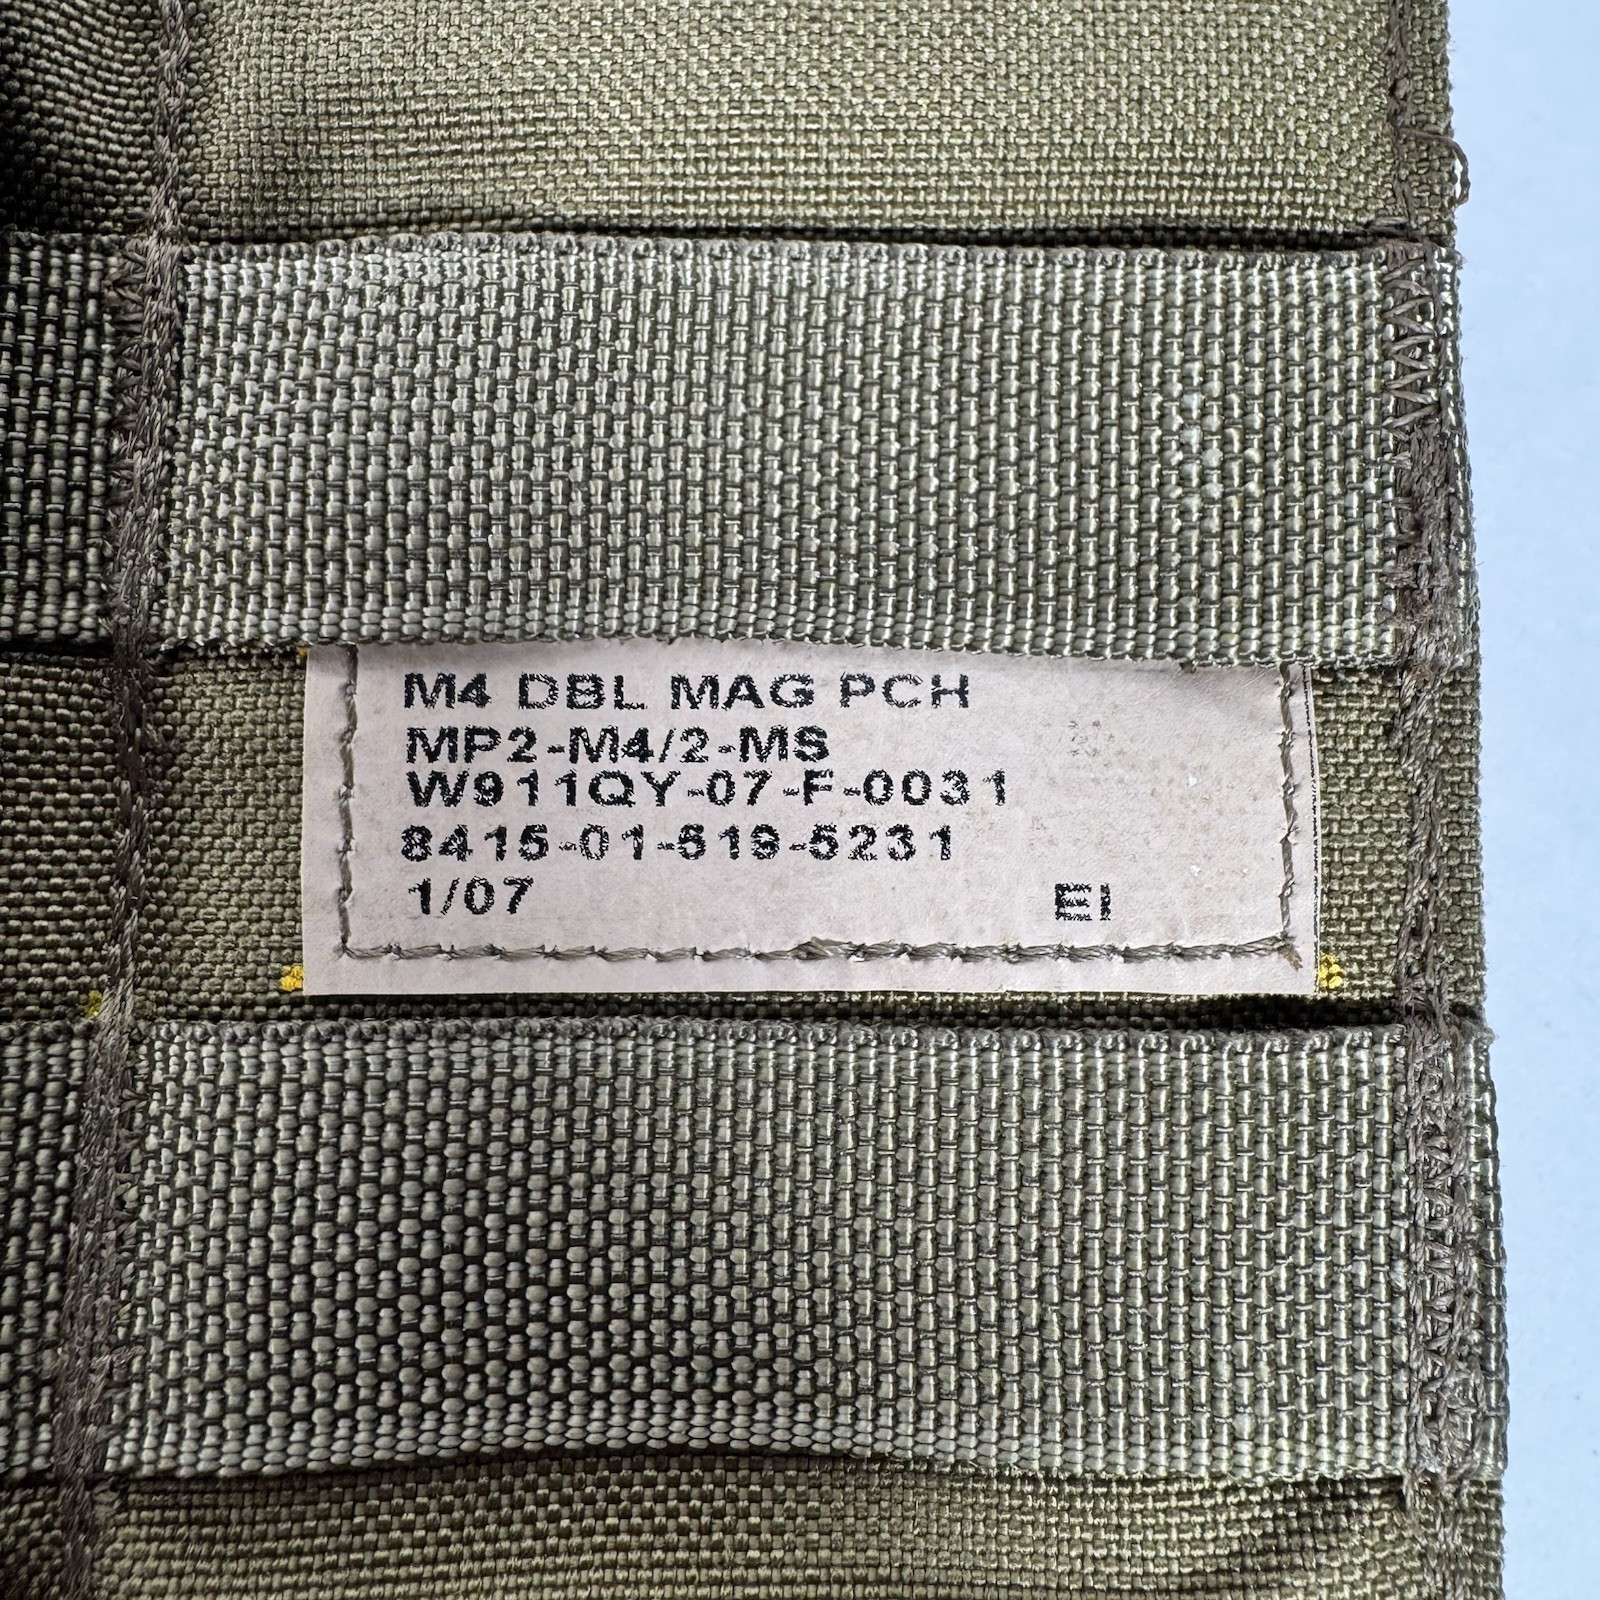 M4 DBL MAG PCH
MP2-M4/2-MS
W911QY-07-F-0031
8415-01-519-5231
1/07 EI